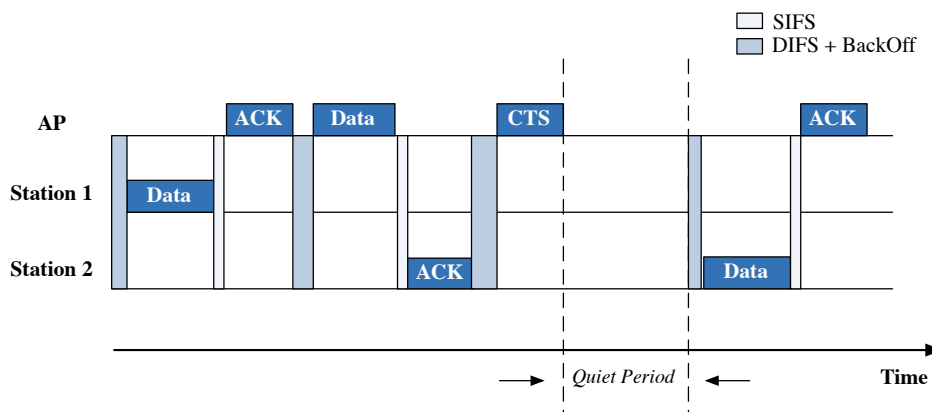 SIFS
DIFS + BackOff
AP
ACK
Data
CTS
ACK
Station 1
Data
Station 2
ACK
Data
Quiet Period
Time